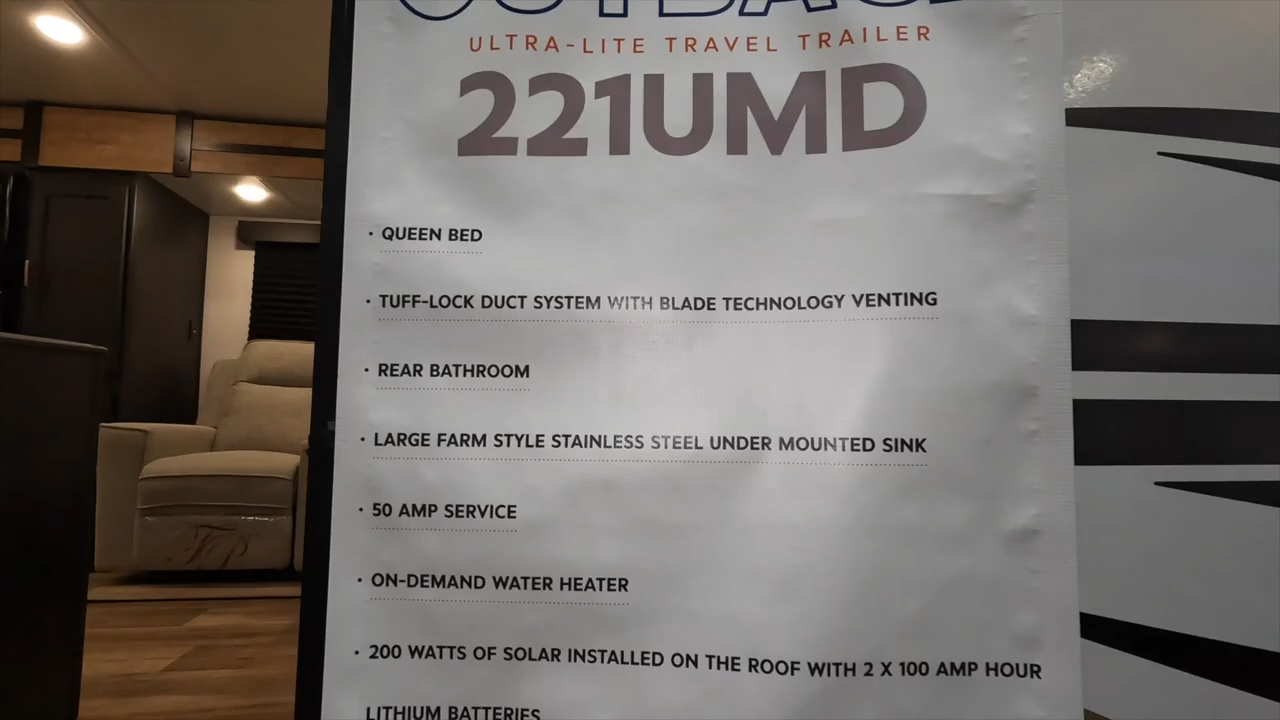 OUTBACK
ULTRA-LITE TRAVEL TRAILER
221UMD
· QUEEN BED
· TUFF-LOCK DUCT SYSTEM WITH BLADE TECHNOLOGY VENTING
· REAR BATHROOM
· LARGE FARM STYLE STAINLESS STEEL UNDER MOUNTED SINK
· 50 AMP SERVICE
· ON-DEMAND WATER HEATER
· 200 WATTS OF SOLAR INSTALLED ON THE ROOF WITH 2 X 100 AMP HOUR
LITHIUM BATTERIES